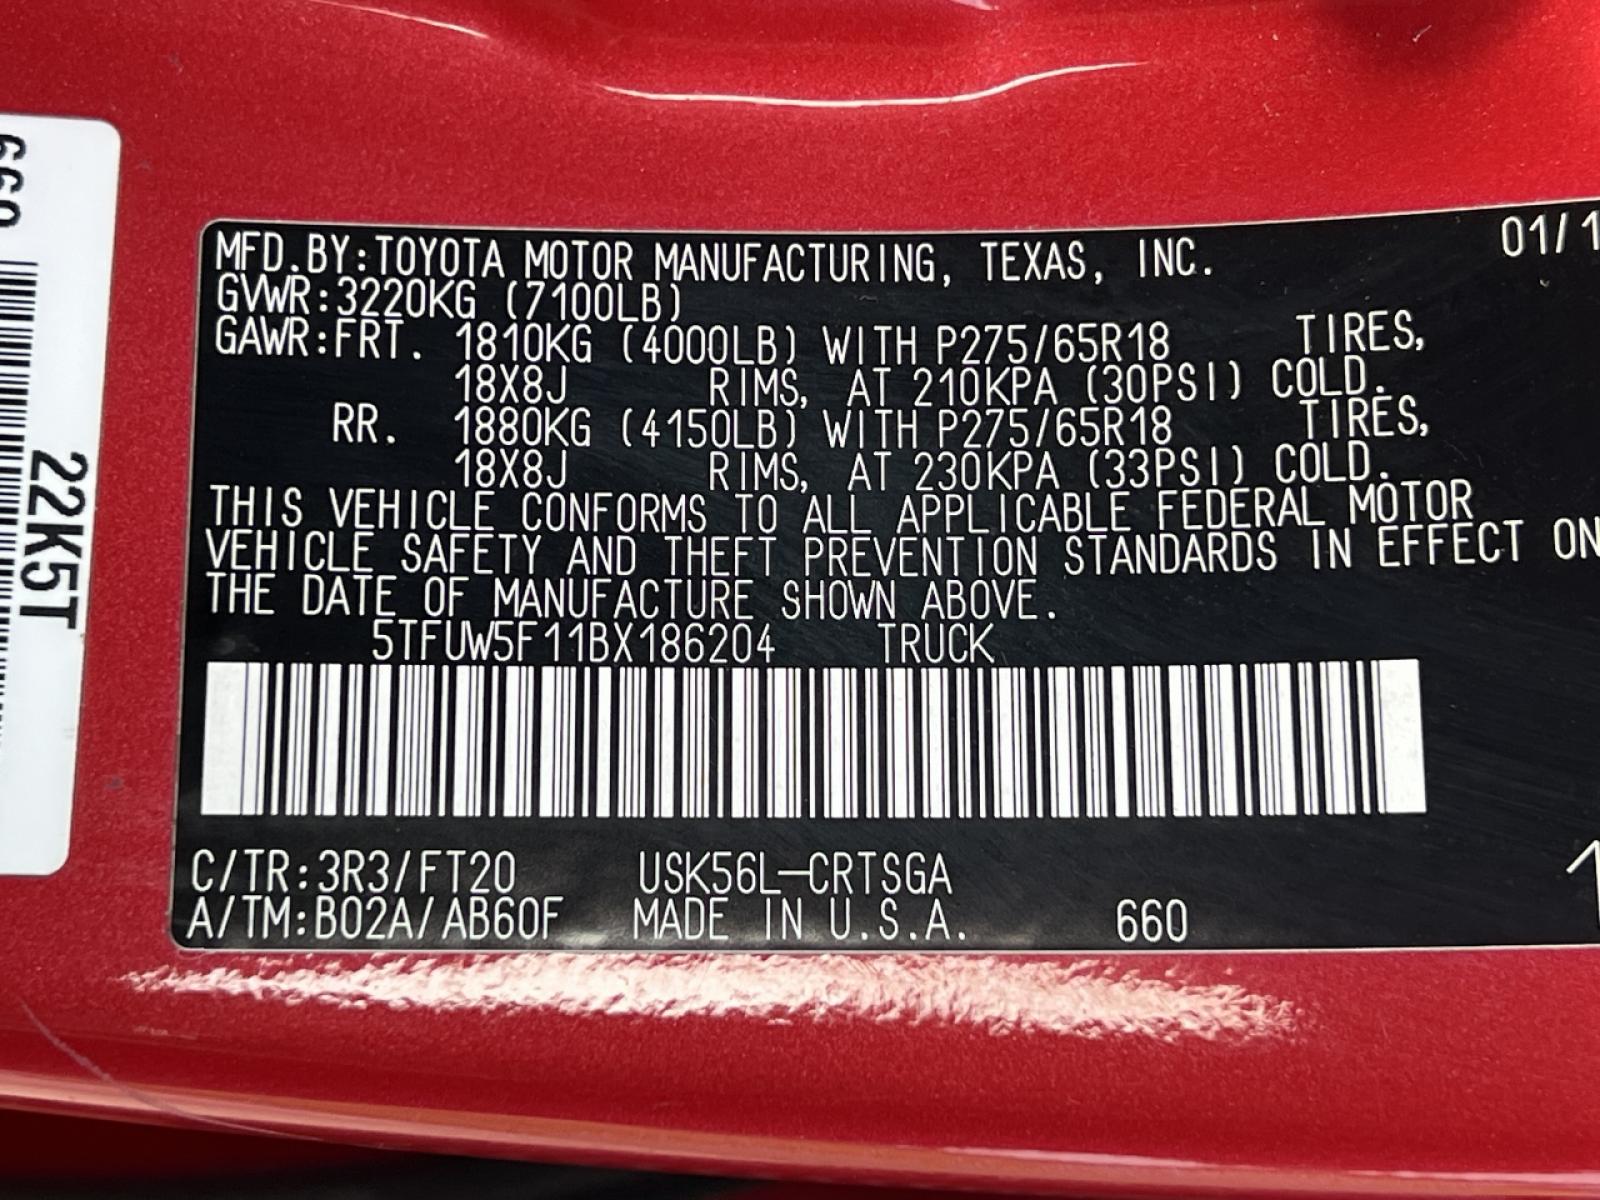 660
22K5T
MFD.BY:TOYOTA MOTOR MANUFACTURING, TEXAS, INC. 01/1
GVWR:3220KG (7100LB)
GAWR:FRT. 1810KG (4000LB) WITH P275/65R18 TIRES,
18X8J RIMS, AT 210KPA (30PSI) COLD.
RR. 1880KG (4150LB) WITH P275/65R18 TIRES,
18X8J RIMS, AT 230KPA (33PSI) COLD.
THIS VEHICLE CONFORMS TO ALL APPLICABLE FEDERAL MOTOR
VEHICLE SAFETY AND THEFT PREVENTION STANDARDS IN EFFECT ON
THE DATE OF MANUFACTURE SHOWN ABOVE.
5TFUW5F11BX186204 TRUCK
C/TR:3R3/FT20 USK56L-CRTSGA
A/TM:B02A/AB60F MADE IN U.S.A. 660